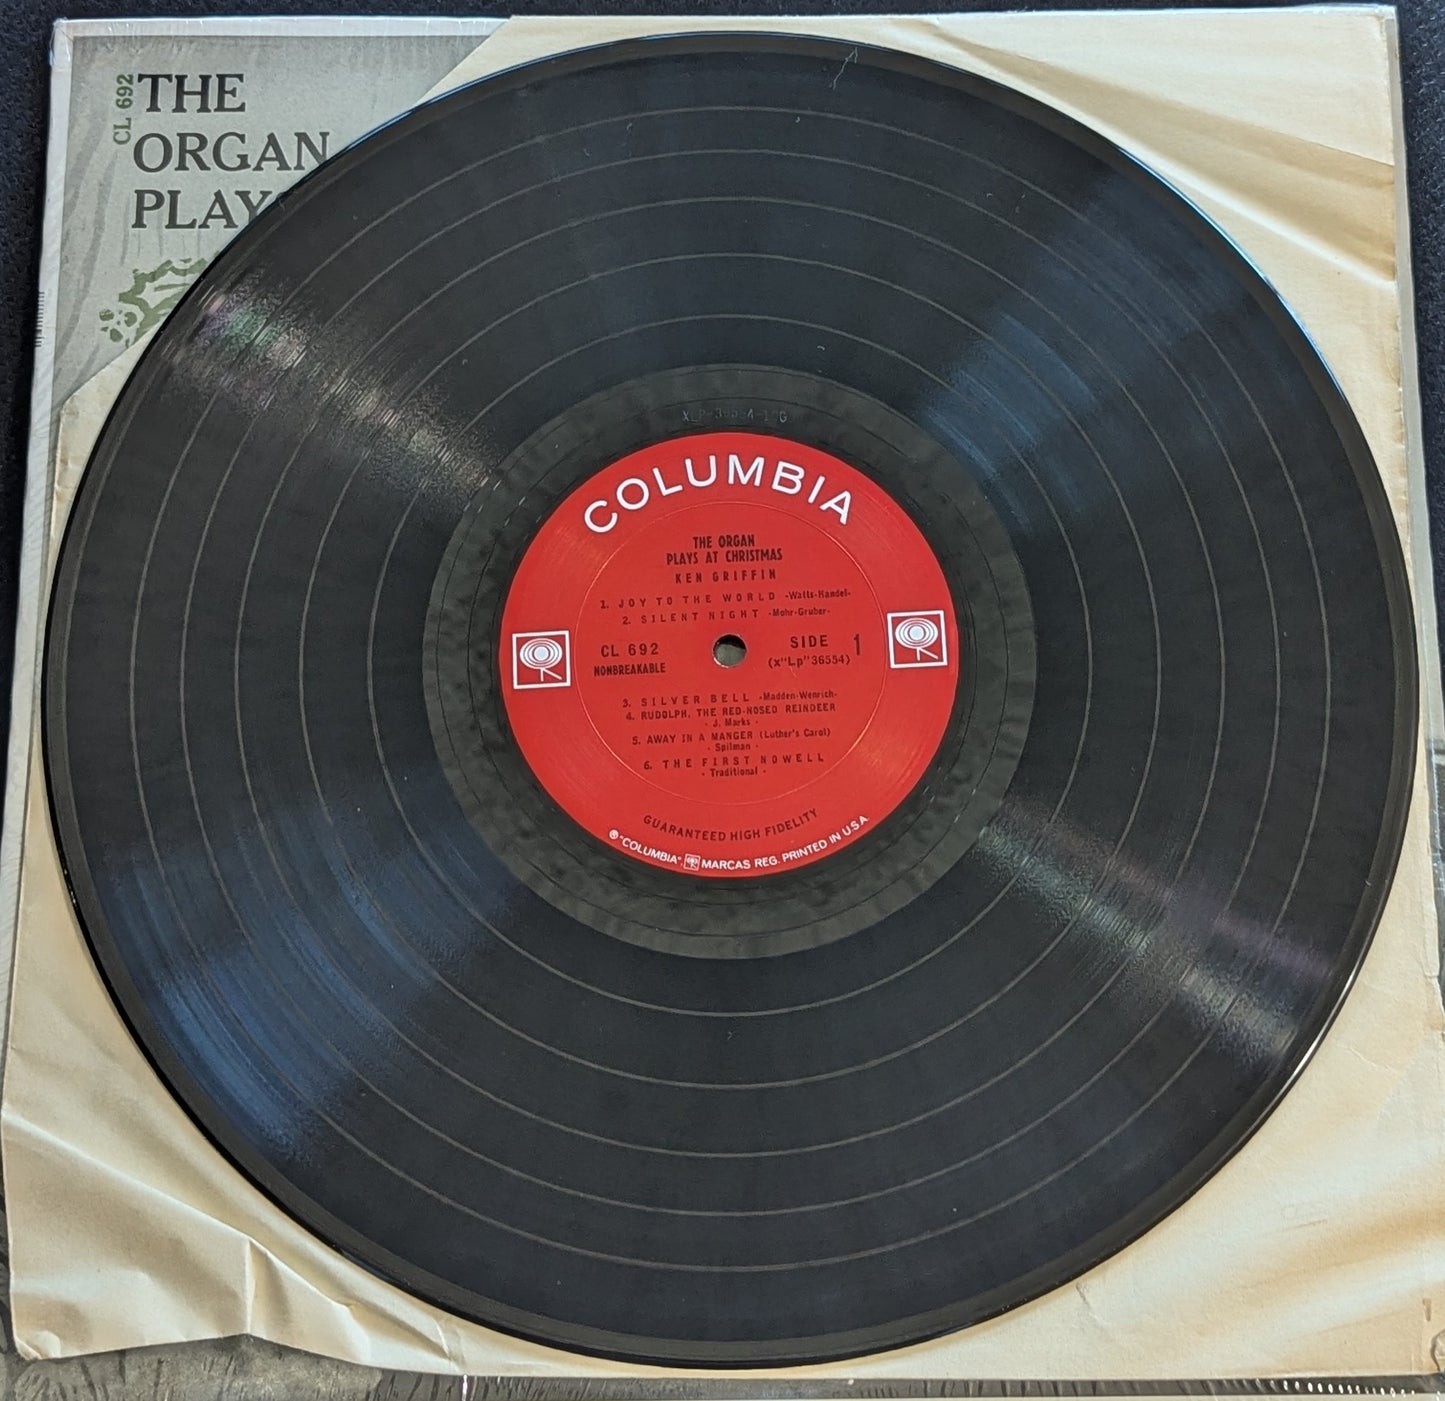 CL 692
THE
ORGAN
PLAYS
COLUMBIA
THE ORGAN
PLAYS AT CHRISTMAS
KEN GRIFFIN
1. JOY TO THE WORLD -Watts-Handel-
2. SILENT NIGHT -Mohr-Gruber-
CL 692
NONBREAKABLE
SIDE 1
(x"Lp"36554)
3. SILVER BELL -Madden-Wenrich-
4. RUDOLPH, THE RED-NOSED REINDEER
- J. Marks -
5. AWAY IN A MANGER (Luther's Carol)
- Spilman -
6. THE FIRST NOWELL
- Traditional -
GUARANTEED HIGH FIDELITY
℗ "COLUMBIA", MARCAS REG. PRINTED IN U.S.A